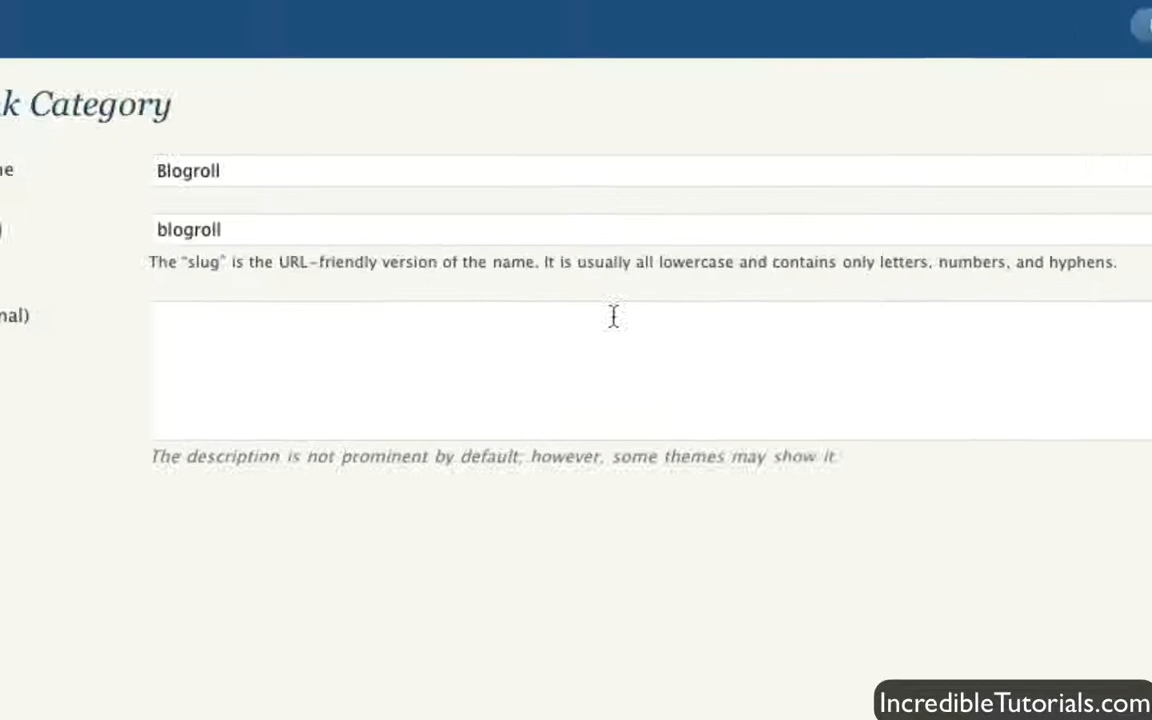 k Category
ne
Blogroll
)
blogroll
The "slug" is the URL-friendly version of the name. It is usually all lowercase and contains only letters, numbers, and hyphens.
nal)
The description is not prominent by default; however, some themes may show it.
IncredibleTutorials.com